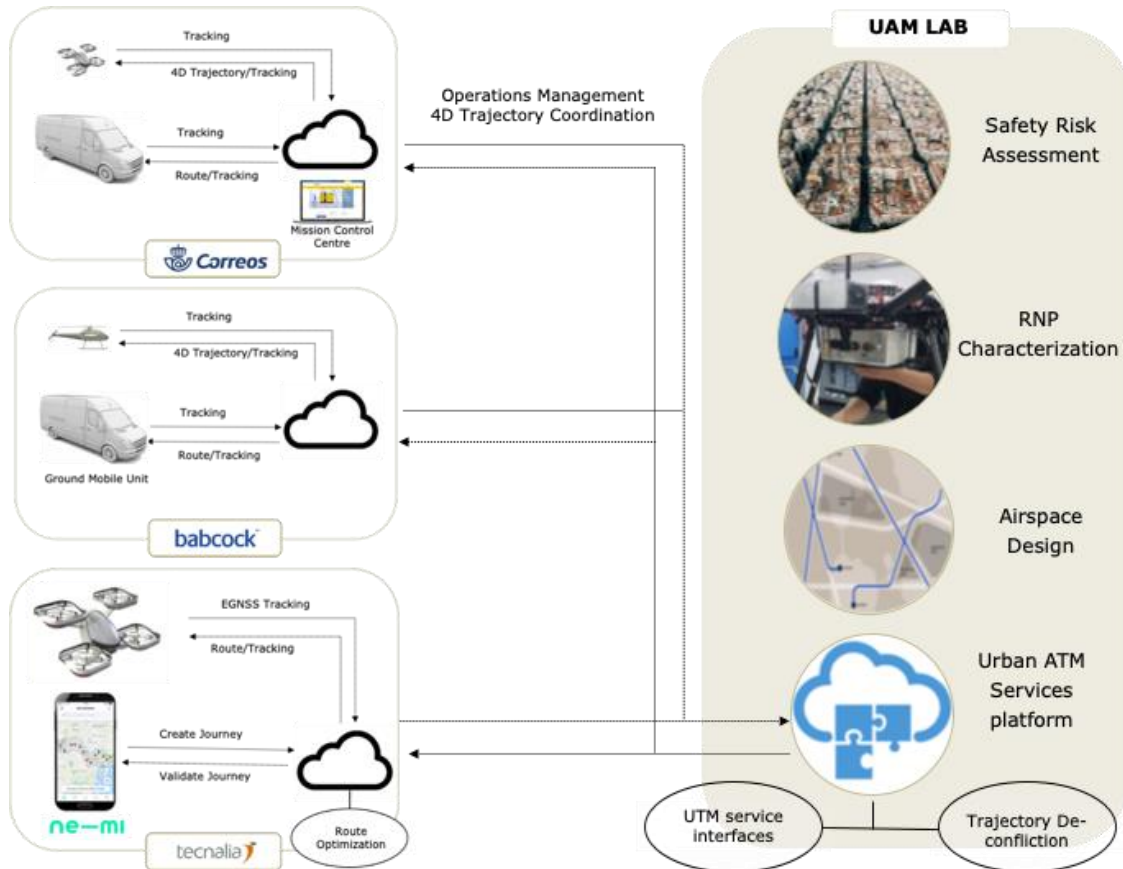 Tracking
4D Trajectory/Tracking
Tracking
Route/Tracking
Mission Control
Centre
Correos
Operations Management
4D Trajectory Coordination
Tracking
4D Trajectory/Tracking
Tracking
Route/Tracking
Ground Mobile Unit
babcock™
EGNSS Tracking
Route/Tracking
Create Journey
Validate Journey
ne—mi
Route
Optimization
tecnalia
UAM LAB
Safety Risk
Assessment
RNP
Characterization
Airspace
Design
Urban ATM
Services
platform
UTM service
interfaces
Trajectory De-
confliction